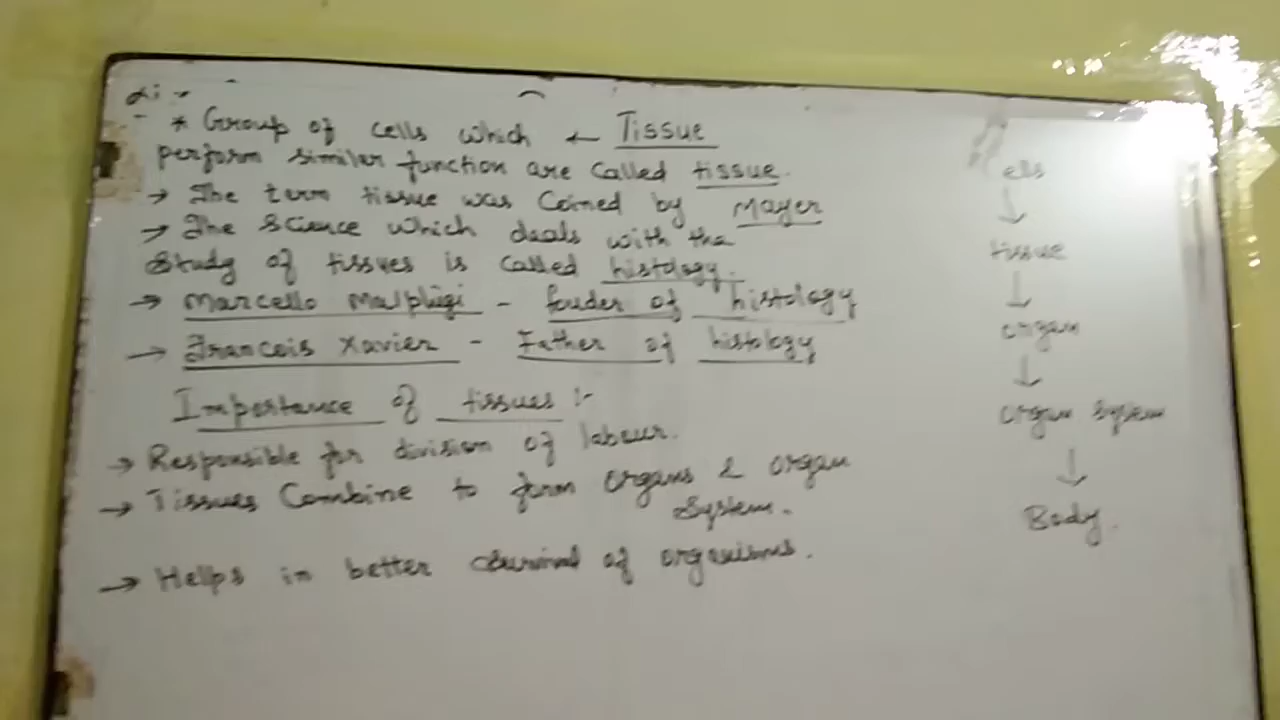 * Group of cells which ← Tissue
perform similar function are called tissue.
→ The term tissue was Coined by Mayer
→ The Science which deals with the
Study of tissues is called histology.
→ Marcello Malphigi - fouder of histology
→ Francois Xavier - Father of histology
Importance of tissues :-
→ Responsible for division of labour.
→ Tissues Combine to form organs & organ
System.
→ Helps in better Survival of organisms.
els
↓
tissue
↓
organ
↓
organ system
↓
Body.